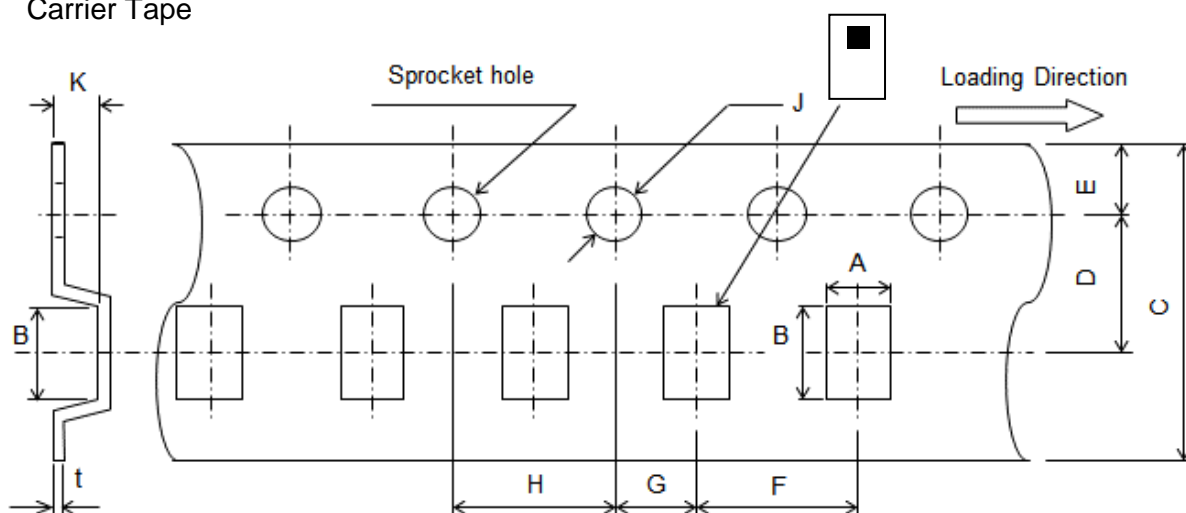 Carrier Tape
K
Sprocket hole
J
Loading Direction
E
A
D
C
B
B
t
H
G
F